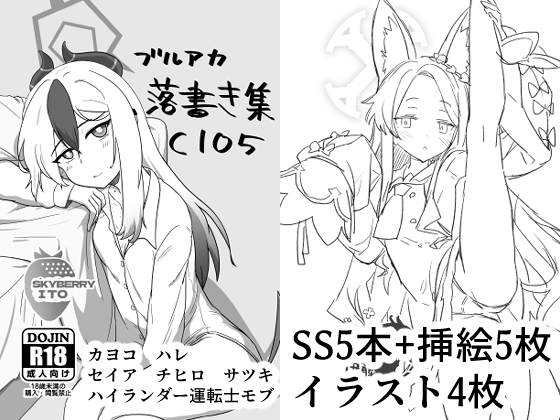 ブルアカ
落書き集
C105
SKYBERRY
ITO
DOJIN
R18
成人向け
18歳未満の
購入・閲覧禁止
カヨコ　ハレ
セイア　チヒロ　サツキ
ハイランダー運転士モブ
SS5本+挿絵5枚
イラスト4枚